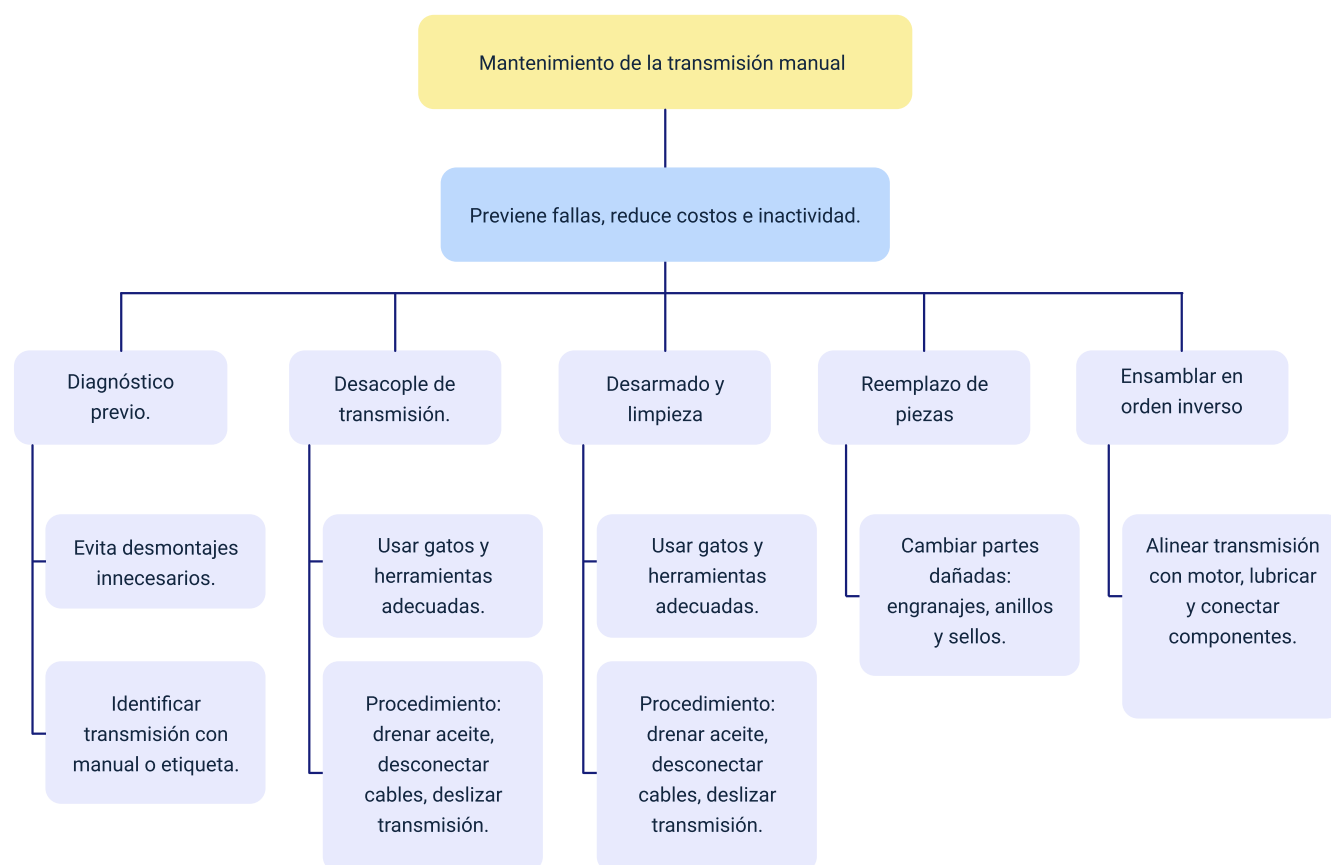 Mantenimiento de la transmisión manual
Previene fallas, reduce costos e inactividad.
Diagnóstico
previo.
Desacople de
transmisión.
Desarmado y
limpieza
Reemplazo de
piezas
Ensamblar en
orden inverso
Evita desmontajes
innecesarios.
Identificar
transmisión con
manual o etiqueta.
Usar gatos y
herramientas
adecuadas.
Procedimiento:
drenar aceite,
desconectar
cables, deslizar
transmisión.
Usar gatos y
herramientas
adecuadas.
Procedimiento:
drenar aceite,
desconectar
cables, deslizar
transmisión.
Cambiar partes
dañadas:
engranajes, anillos
y sellos.
Alinear transmisión
con motor, lubricar
y conectar
componentes.